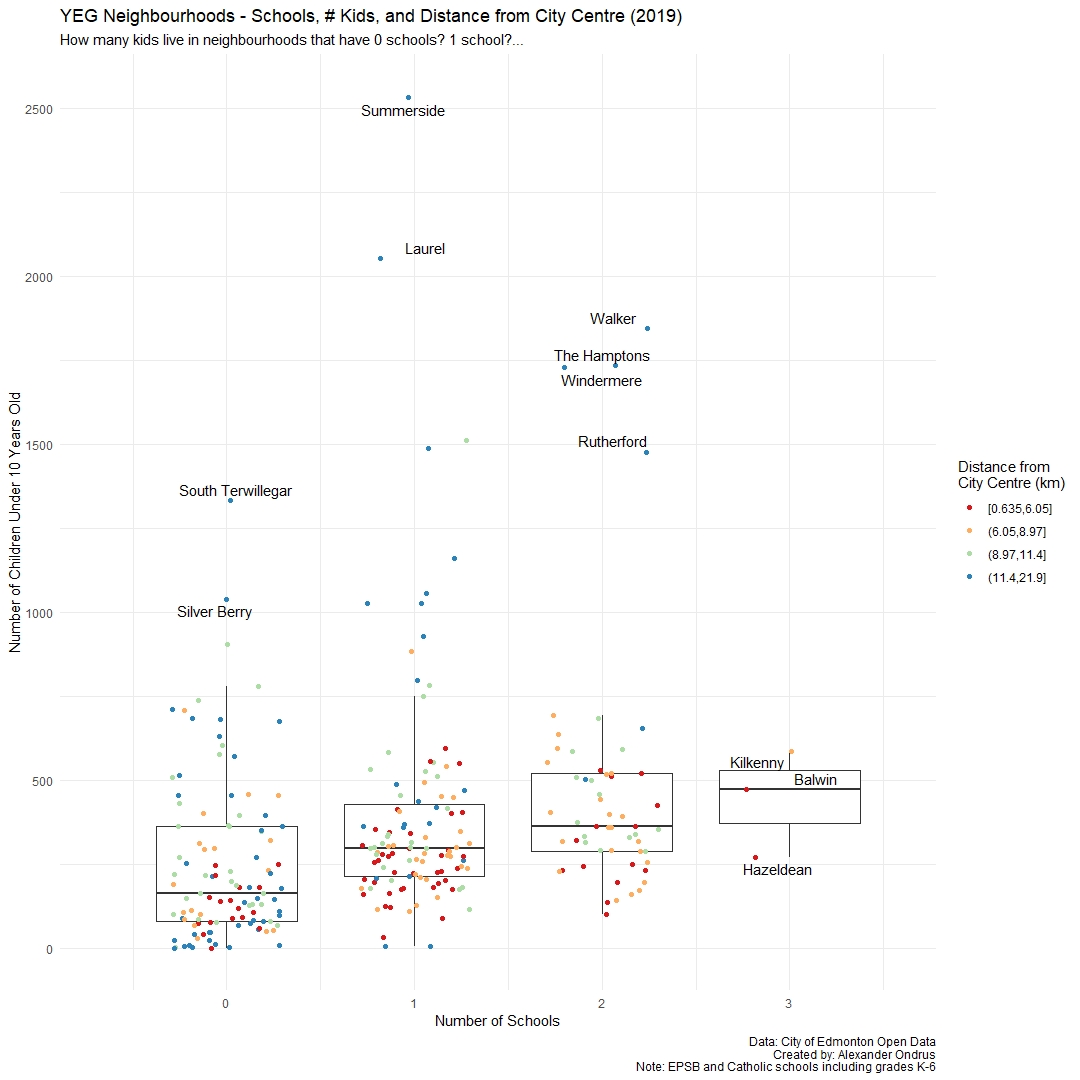 YEG Neighbourhoods - Schools, # Kids, and Distance from City Centre (2019)
How many kids live in neighbourhoods that have 0 schools? 1 school?...
2500
Summerside
Laurel
2000
Walker
The Hamptons
Windermere
1500
Rutherford
South Terwillegar
1000
Silver Berry
500
Kilkenny
Balwin
Hazeldean
0
Number of Children Under 10 Years Old
0
1
2
3
Number of Schools
Distance from
City Centre (km)
[0.635,6.05]
(6.05,8.97]
(8.97,11.4]
(11.4,21.9]
Data: City of Edmonton Open Data
Created by: Alexander Ondrus
Note: EPSB and Catholic schools including grades K-6